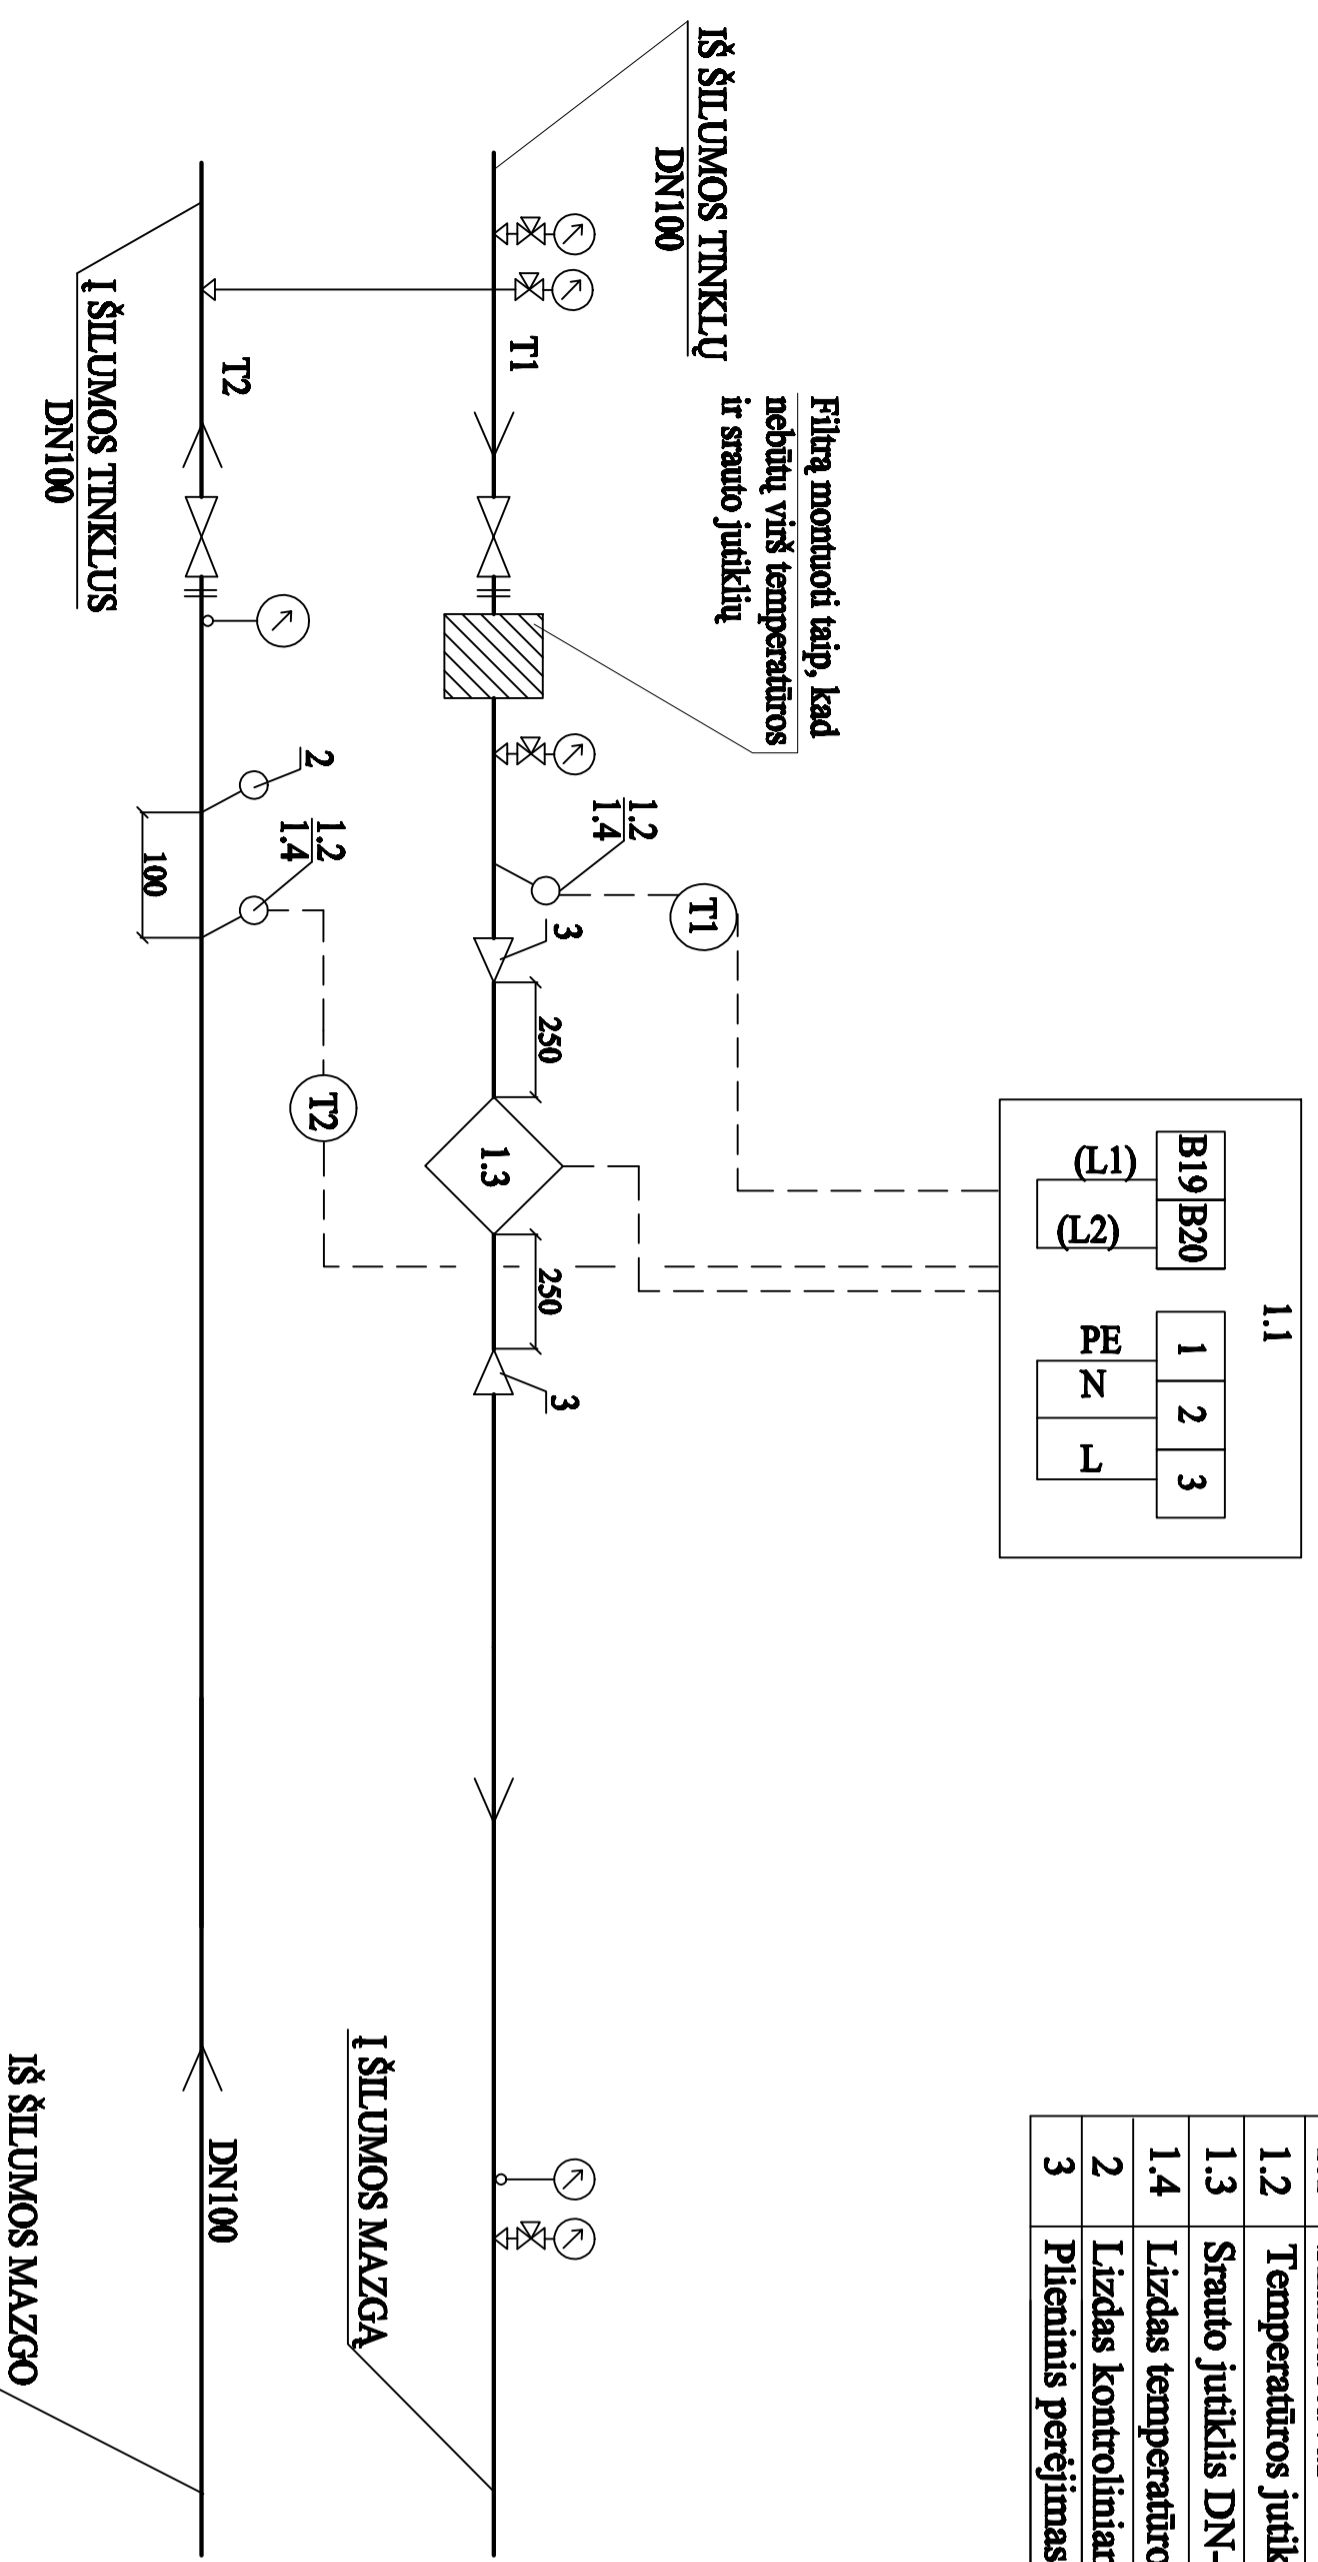 IŠ ŠILUMOS TINKLŲ
DN100
Filtrą montuoti taip, kad
nebūtų virš temperatūros
ir srauto jutiklių
T1
T2
Į ŠILUMOS TINKLUS
DN100
1.1
B19 B20
(L1)
(L2)
1 2 3
PE
N
L
T1
1.2
1.4
3
250
1.3
250
3
T2
2
1.2
1.4
100
Į ŠILUMOS MAZGĄ
DN100
IŠ ŠILUMOS MAZGO
1.2 Temperatūros jutik
1.3 Srauto jutiklis DN-
1.4 Lizdas temperatūro
2 Lizdas kontroliniar
3 Plieninis perėjimas